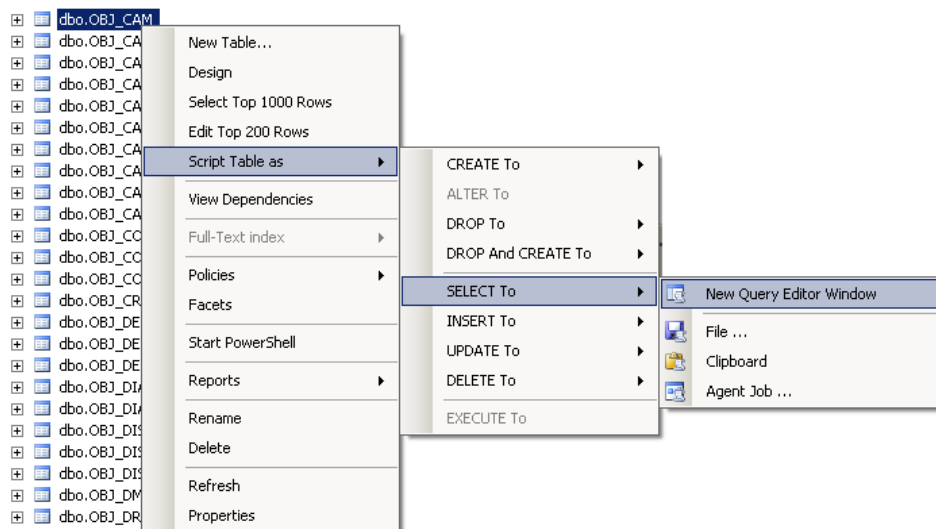 dbo.OBJ_CAM
dbo.OBJ_CA
dbo.OBJ_CA
dbo.OBJ_CA
dbo.OBJ_CA
dbo.OBJ_CA
dbo.OBJ_CA
dbo.OBJ_CA
dbo.OBJ_CA
dbo.OBJ_CA
dbo.OBJ_CO
dbo.OBJ_CO
dbo.OBJ_CO
dbo.OBJ_CR
dbo.OBJ_DE
dbo.OBJ_DE
dbo.OBJ_DE
dbo.OBJ_DIA
dbo.OBJ_DIA
dbo.OBJ_DIS
dbo.OBJ_DIS
dbo.OBJ_DIS
dbo.OBJ_DM
dbo.OBJ_DR
New Table...
Design
Select Top 1000 Rows
Edit Top 200 Rows
Script Table as
View Dependencies
Full-Text index
Policies
Facets
Start PowerShell
Reports
Rename
Delete
Refresh
Properties
CREATE To
ALTER To
DROP To
DROP And CREATE To
SELECT To
INSERT To
UPDATE To
DELETE To
EXECUTE To
New Query Editor Window
File ...
Clipboard
Agent Job ...